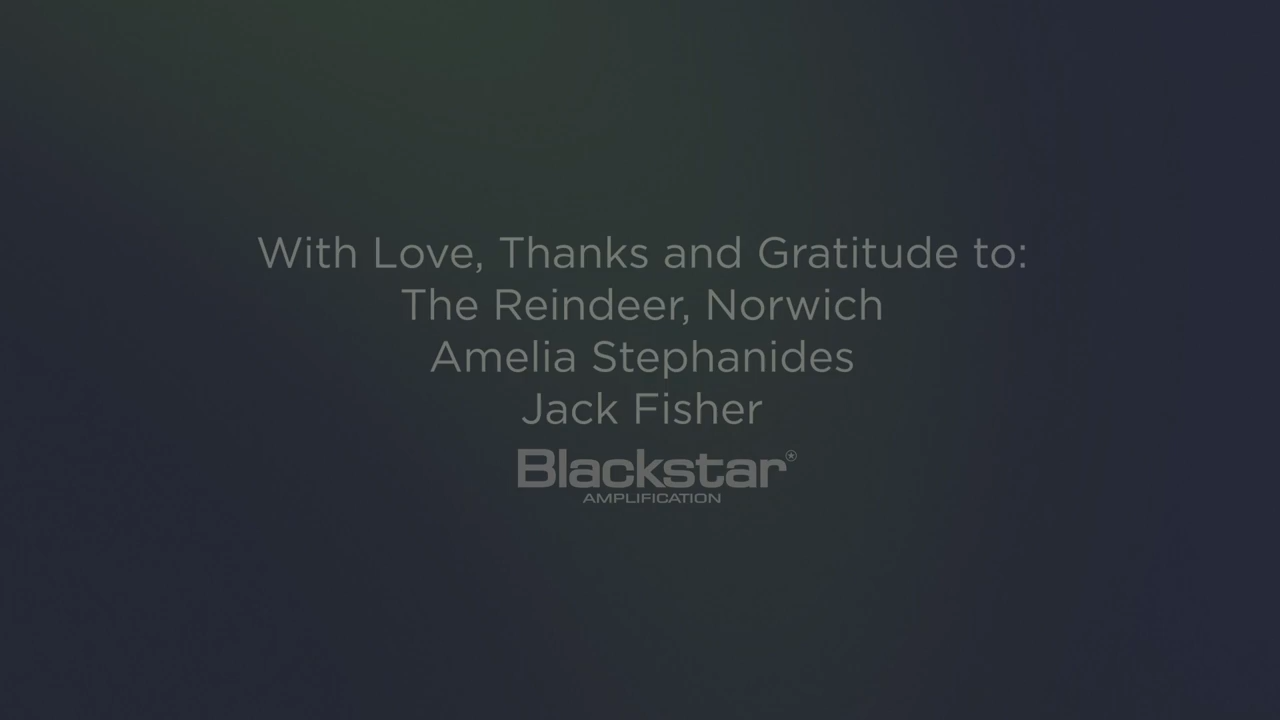 With Love, Thanks and Gratitude to:
The Reindeer, Norwich
Amelia Stephanides
Jack Fisher
Blackstar®
AMPLIFICATION